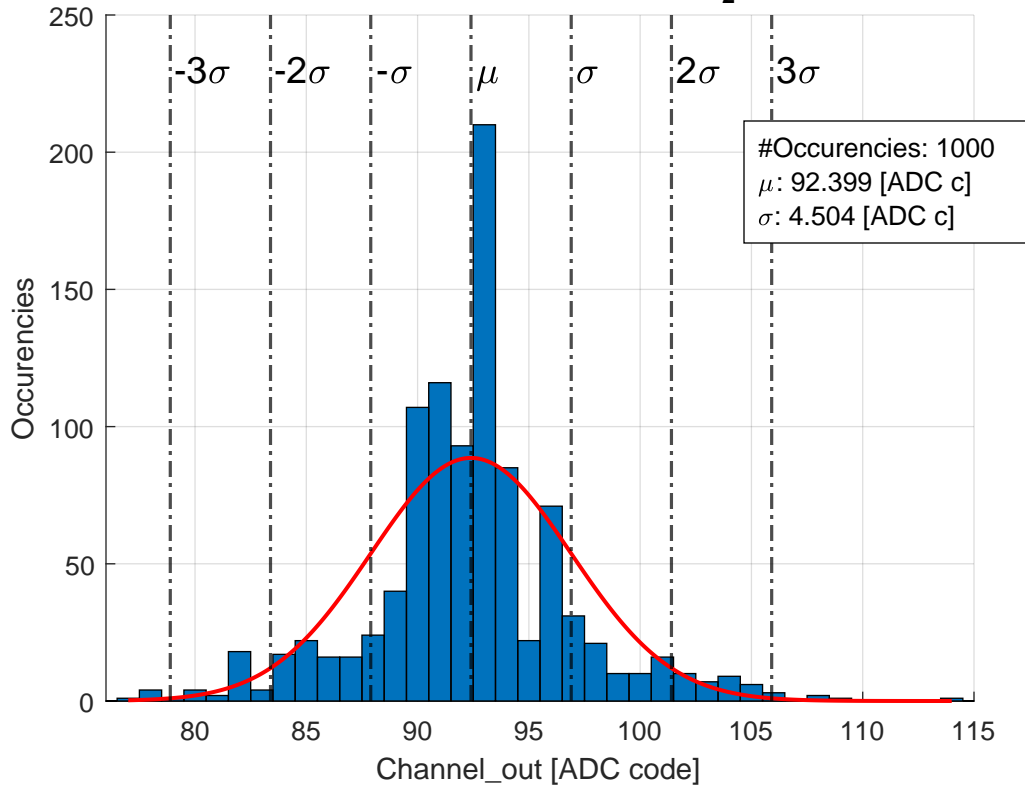 2
250
200
150
100
50
0
-3σ -2σ -σ μ σ 2σ 3σ
#Occurencies: 1000
μ: 92.399 [ADC c]
σ: 4.504 [ADC c]
Occurencies
80 85 90 95 100 105 110 115
Channel_out [ADC code]